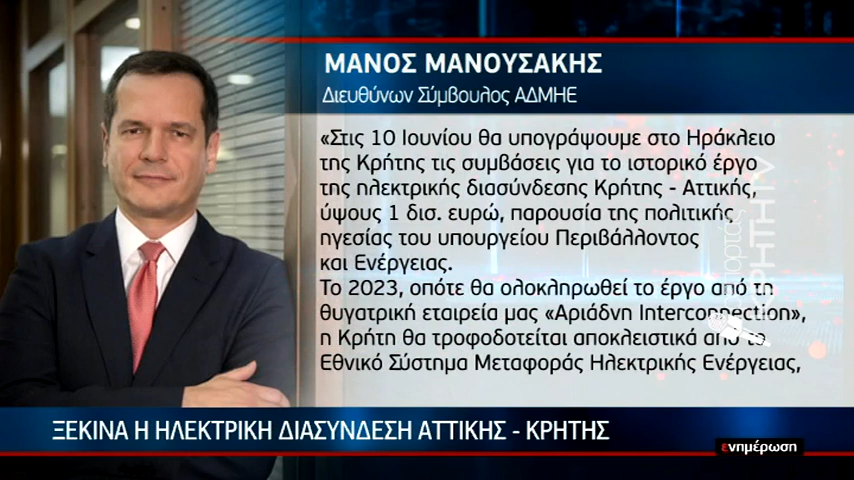 ΜΑΝΟΣ ΜΑΝΟΥΣΑΚΗΣ
Διευθύνων Σύμβουλος ΑΔΜΗΕ
«Στις 10 Ιουνίου θα υπογράψουμε στο Ηράκλειο
της Κρήτης τις συμβάσεις για το ιστορικό έργο
της ηλεκτρικής διασύνδεσης Κρήτης - Αττικής,
ύψους 1 δισ. ευρώ, παρουσία της πολιτικής
ηγεσίας του υπουργείου Περιβάλλοντος
και Ενέργειας.
Το 2023, οπότε θα ολοκληρωθεί το έργο από τη
θυγατρική εταιρεία μας «Αριάδνη Interconnection»,
η Κρήτη θα τροφοδοτείται αποκλειστικά από το
Εθνικό Σύστημα Μεταφοράς Ηλεκτρικής Ενέργειας,
ΚΡΗΤΗ TV
ΞΕΚΙΝΑ Η ΗΛΕΚΤΡΙΚΗ ΔΙΑΣΥΝΔΕΣΗ ΑΤΤΙΚΗΣ - ΚΡΗΤΗΣ
ενημέρωση